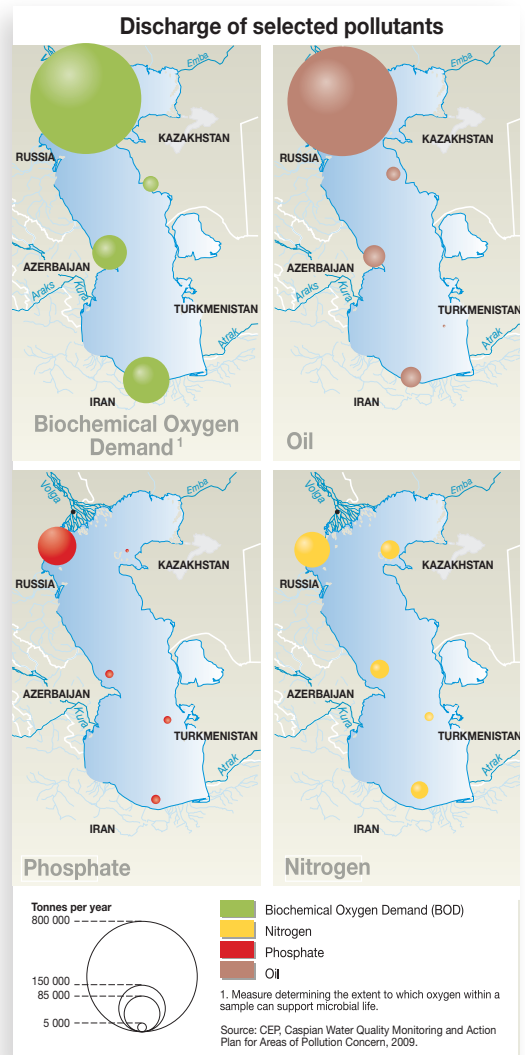 Discharge of selected pollutants
Emba
KAZAKHSTAN
RUSSIA
AZERBAIJAN
Araks
Kura
TURKMENISTAN
Atrak
IRAN
Biochemical Oxygen
Demand 1
Emba
KAZAKHSTAN
RUSSIA
AZERBAIJAN
Araks
Kura
TURKMENISTAN
Atrak
IRAN
Oil
Volga
Emba
KAZAKHSTAN
RUSSIA
AZERBAIJAN
Kura
TURKMENISTAN
Atrak
IRAN
Phosphate
Volga
Emba
KAZAKHSTAN
RUSSIA
AZERBAIJAN
Kura
TURKMENISTAN
Atrak
IRAN
Nitrogen
Tonnes per year
800 000
150 000
85 000
5 000
Biochemical Oxygen Demand (BOD)
Nitrogen
Phosphate
Oil
1. Measure determining the extent to which oxygen within a
sample can support microbial life.
Source: CEP, Caspian Water Quality Monitoring and Action
Plan for Areas of Pollution Concern, 2009.